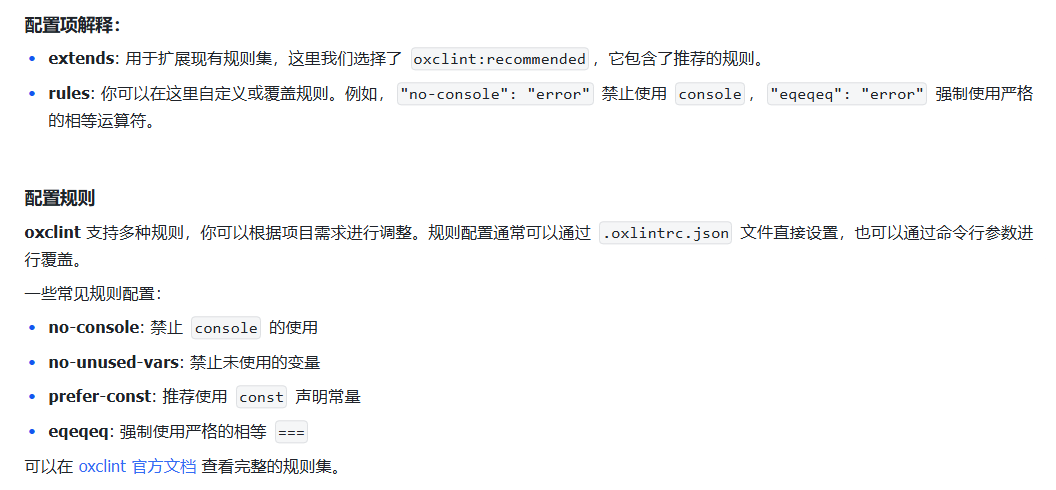 配置项解释：
• extends: 用于扩展现有规则集，这里我们选择了 oxclint:recommended ，它包含了推荐的规则。
• rules: 你可以在这里自定义或覆盖规则。例如， "no-console": "error" 禁止使用 console ， "eqeqeq": "error" 强制使用严格
的相等运算符。
配置规则
oxclint 支持多种规则，你可以根据项目需求进行调整。规则配置通常可以通过 .oxlintrc.json 文件直接设置，也可以通过命令行参数进
行覆盖。
一些常见规则配置：
• no-console: 禁止 console 的使用
• no-unused-vars: 禁止未使用的变量
• prefer-const: 推荐使用 const 声明常量
• eqeqeq: 强制使用严格的相等 ===
可以在 oxclint 官方文档 查看完整的规则集。